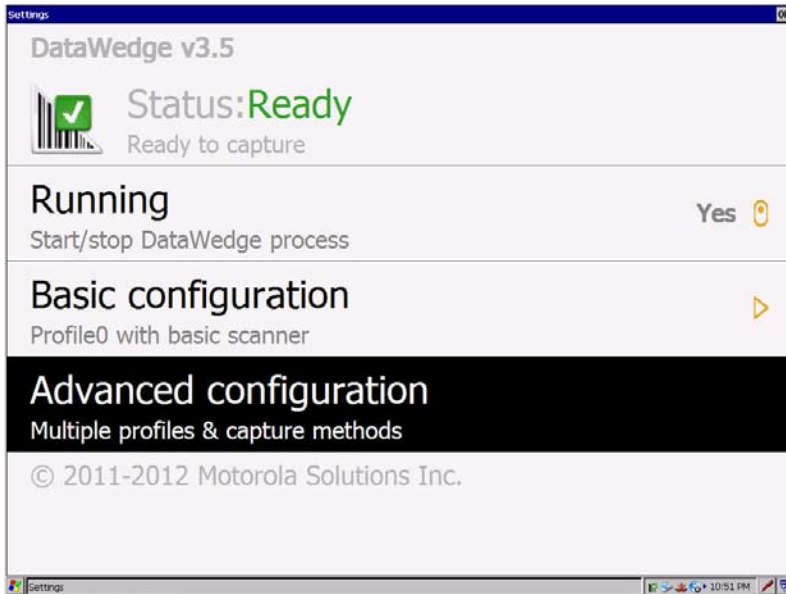 Settings
DataWedge v3.5
Status:Ready
Ready to capture
Running
Yes
Start/stop DataWedge process
Basic configuration
Profile0 with basic scanner
Advanced configuration
Multiple profiles & capture methods
© 2011-2012 Motorola Solutions Inc.
Settings
10:51 PM